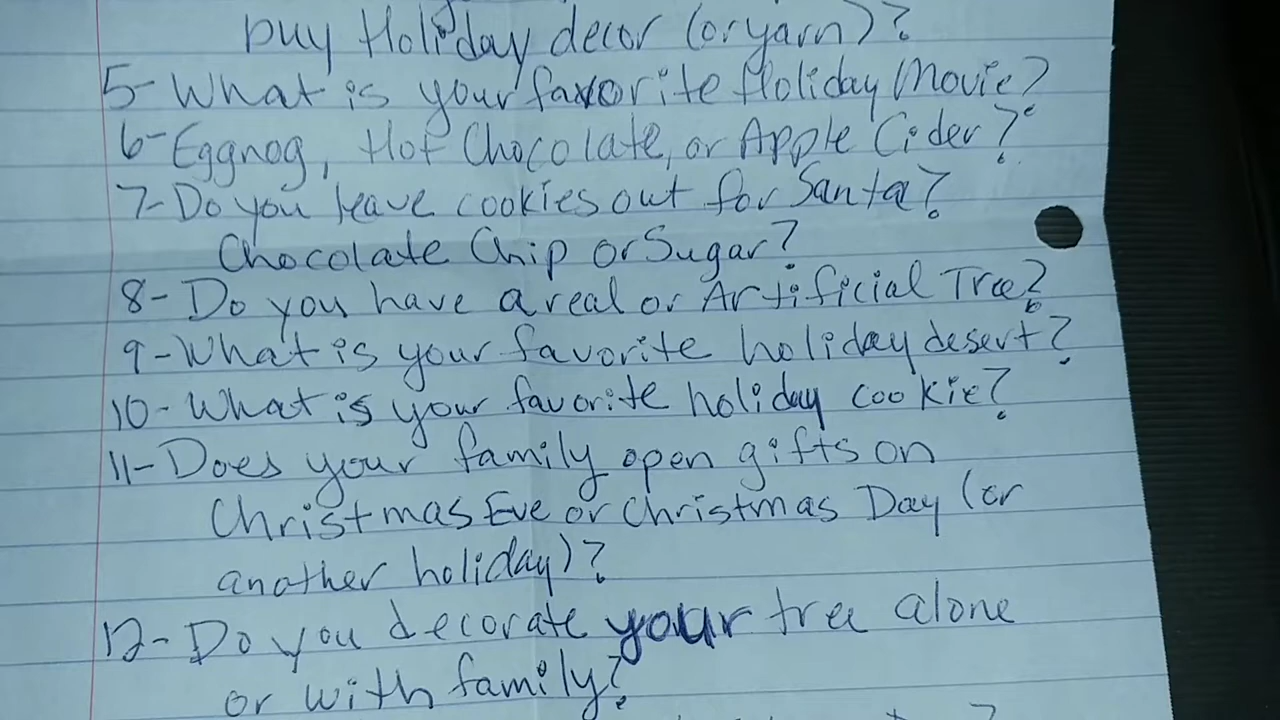 buy Holiday decor (or yarn)?
5-What is your favorite Holiday Movie?
6-Eggnog, Hot Chocolate, or Apple Cider?
7-Do you leave cookies out for Santa?
Chocolate Chip or Sugar?
8-Do you have a real or Artificial Tree?
9-What is your favorite holiday desert?
10-What is your favorite holiday cookie?
11-Does your family open gifts on
Christmas Eve or Christmas Day (or
another holiday)?
12-Do you decorate your tree alone
or with family?